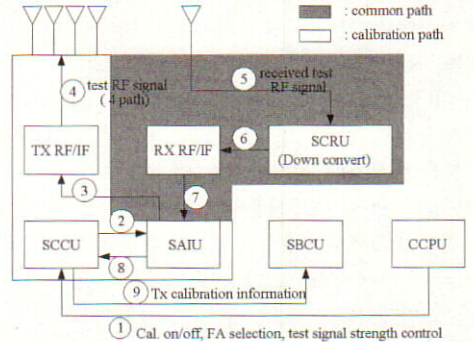 : common path
: calibration path
4
test RF signal
( 4 path)
5
received test
RF signal
TX RF/IF
RX RF/IF
6
SCRU
(Down convert)
3
7
2
SCCU
SAIU
SBCU
CCPU
8
9 Tx calibration information
1 Cal. on/off, FA selection, test signal strength control